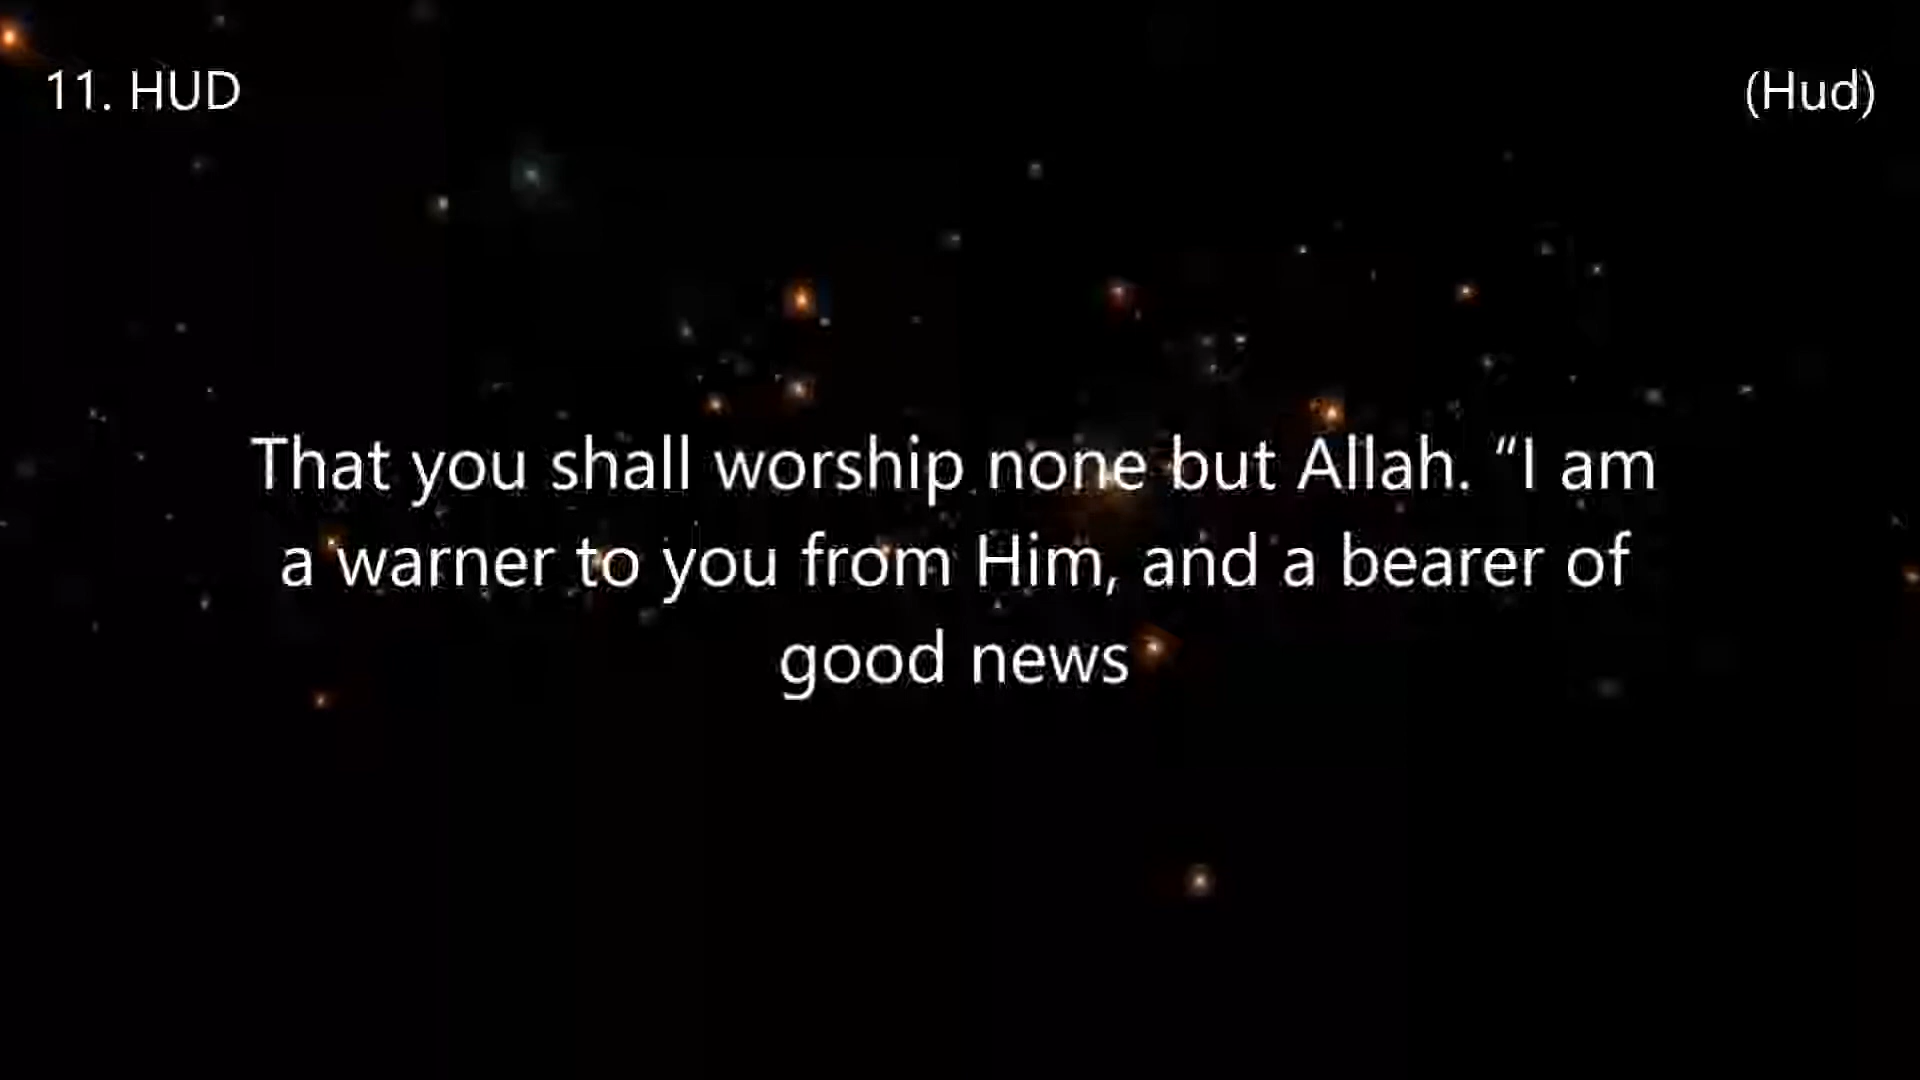 11. HUD
(Hud)
That you shall worship none but Allah. “I am
a warner to you from Him, and a bearer of
good news